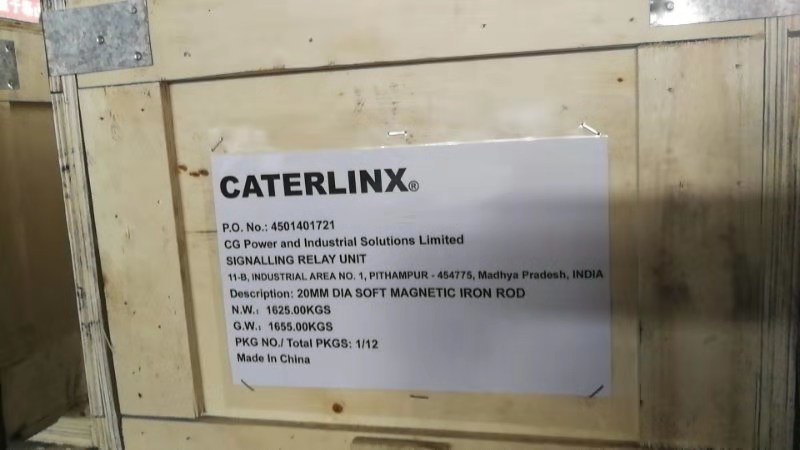 CATERLINX®
P.O. No.: 4501401721
CG Power and Industrial Solutions Limited
SIGNALLING RELAY UNIT
11-B, INDUSTRIAL AREA NO. 1, PITHAMPUR - 454775, Madhya Pradesh, INDIA
Description: 20MM DIA SOFT MAGNETIC IRON ROD
N.W.: 1625.00KGS
G.W.: 1655.00KGS
PKG NO./ Total PKGS: 1/12
Made In China